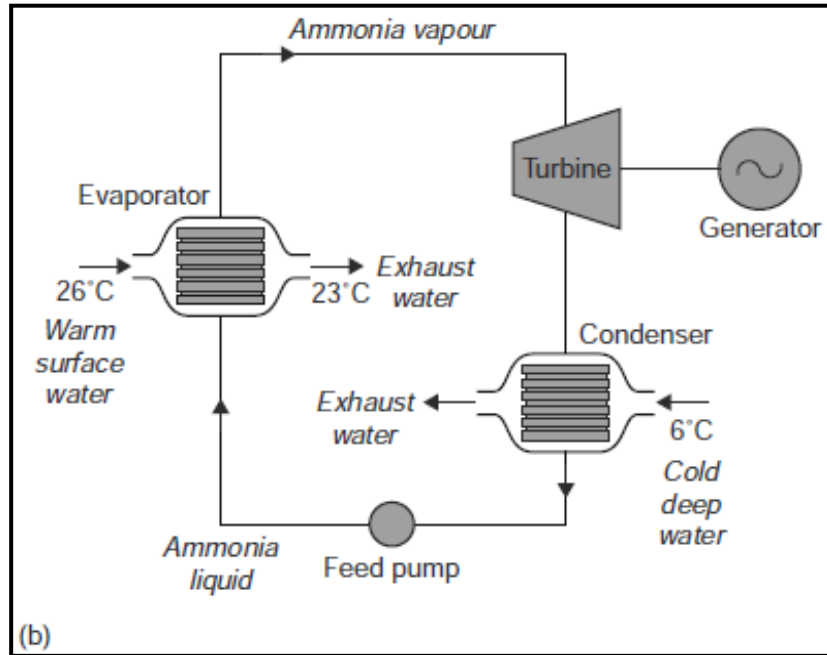 Ammonia vapour
Turbine
Generator
Evaporator
26°C
Warm
surface
water
23°C
Exhaust
water
Condenser
Exhaust
water
6°C
Cold
deep
water
Ammonia
liquid
Feed pump
(b)